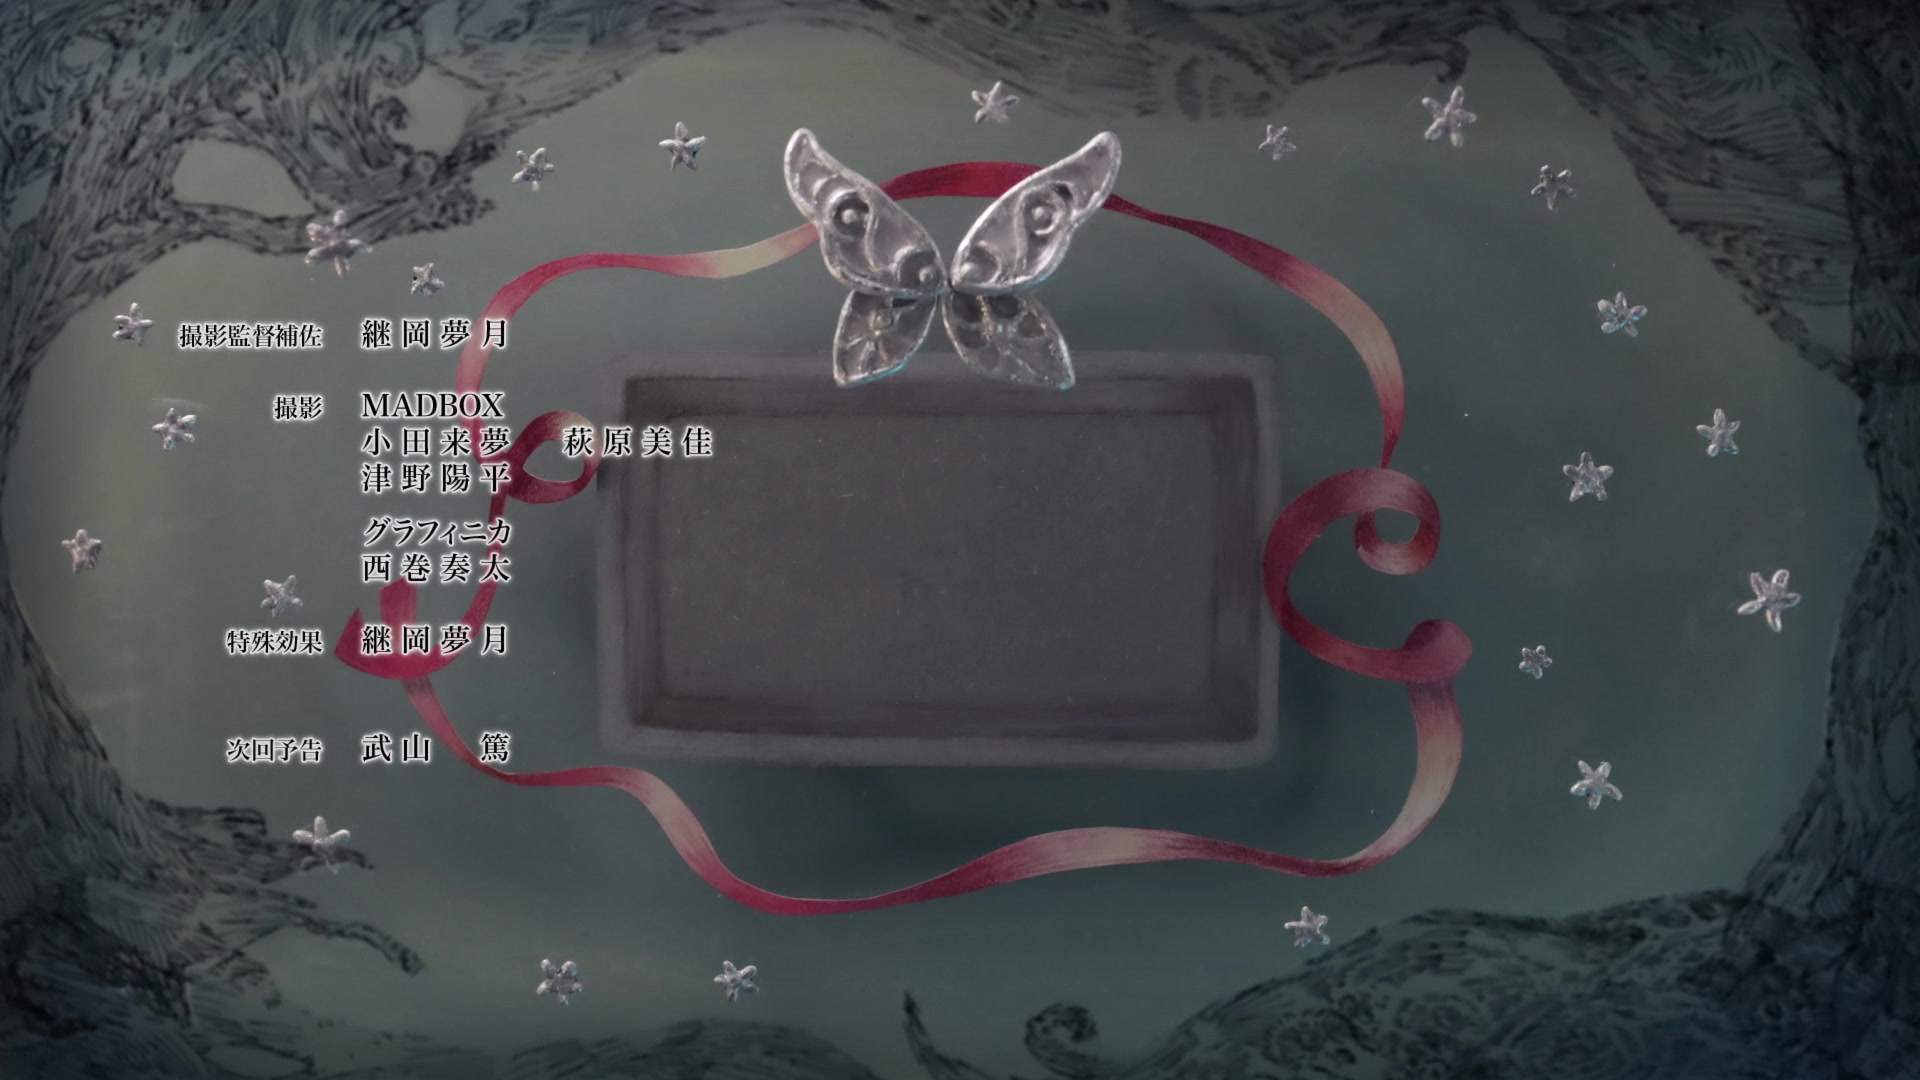 撮影監督補佐 継岡夢月
撮影 MADBOX
小田来夢 萩原美佳
津野陽平
グラフィニカ
西巻奏太
特殊効果 継岡夢月
次回予告 武山 篤